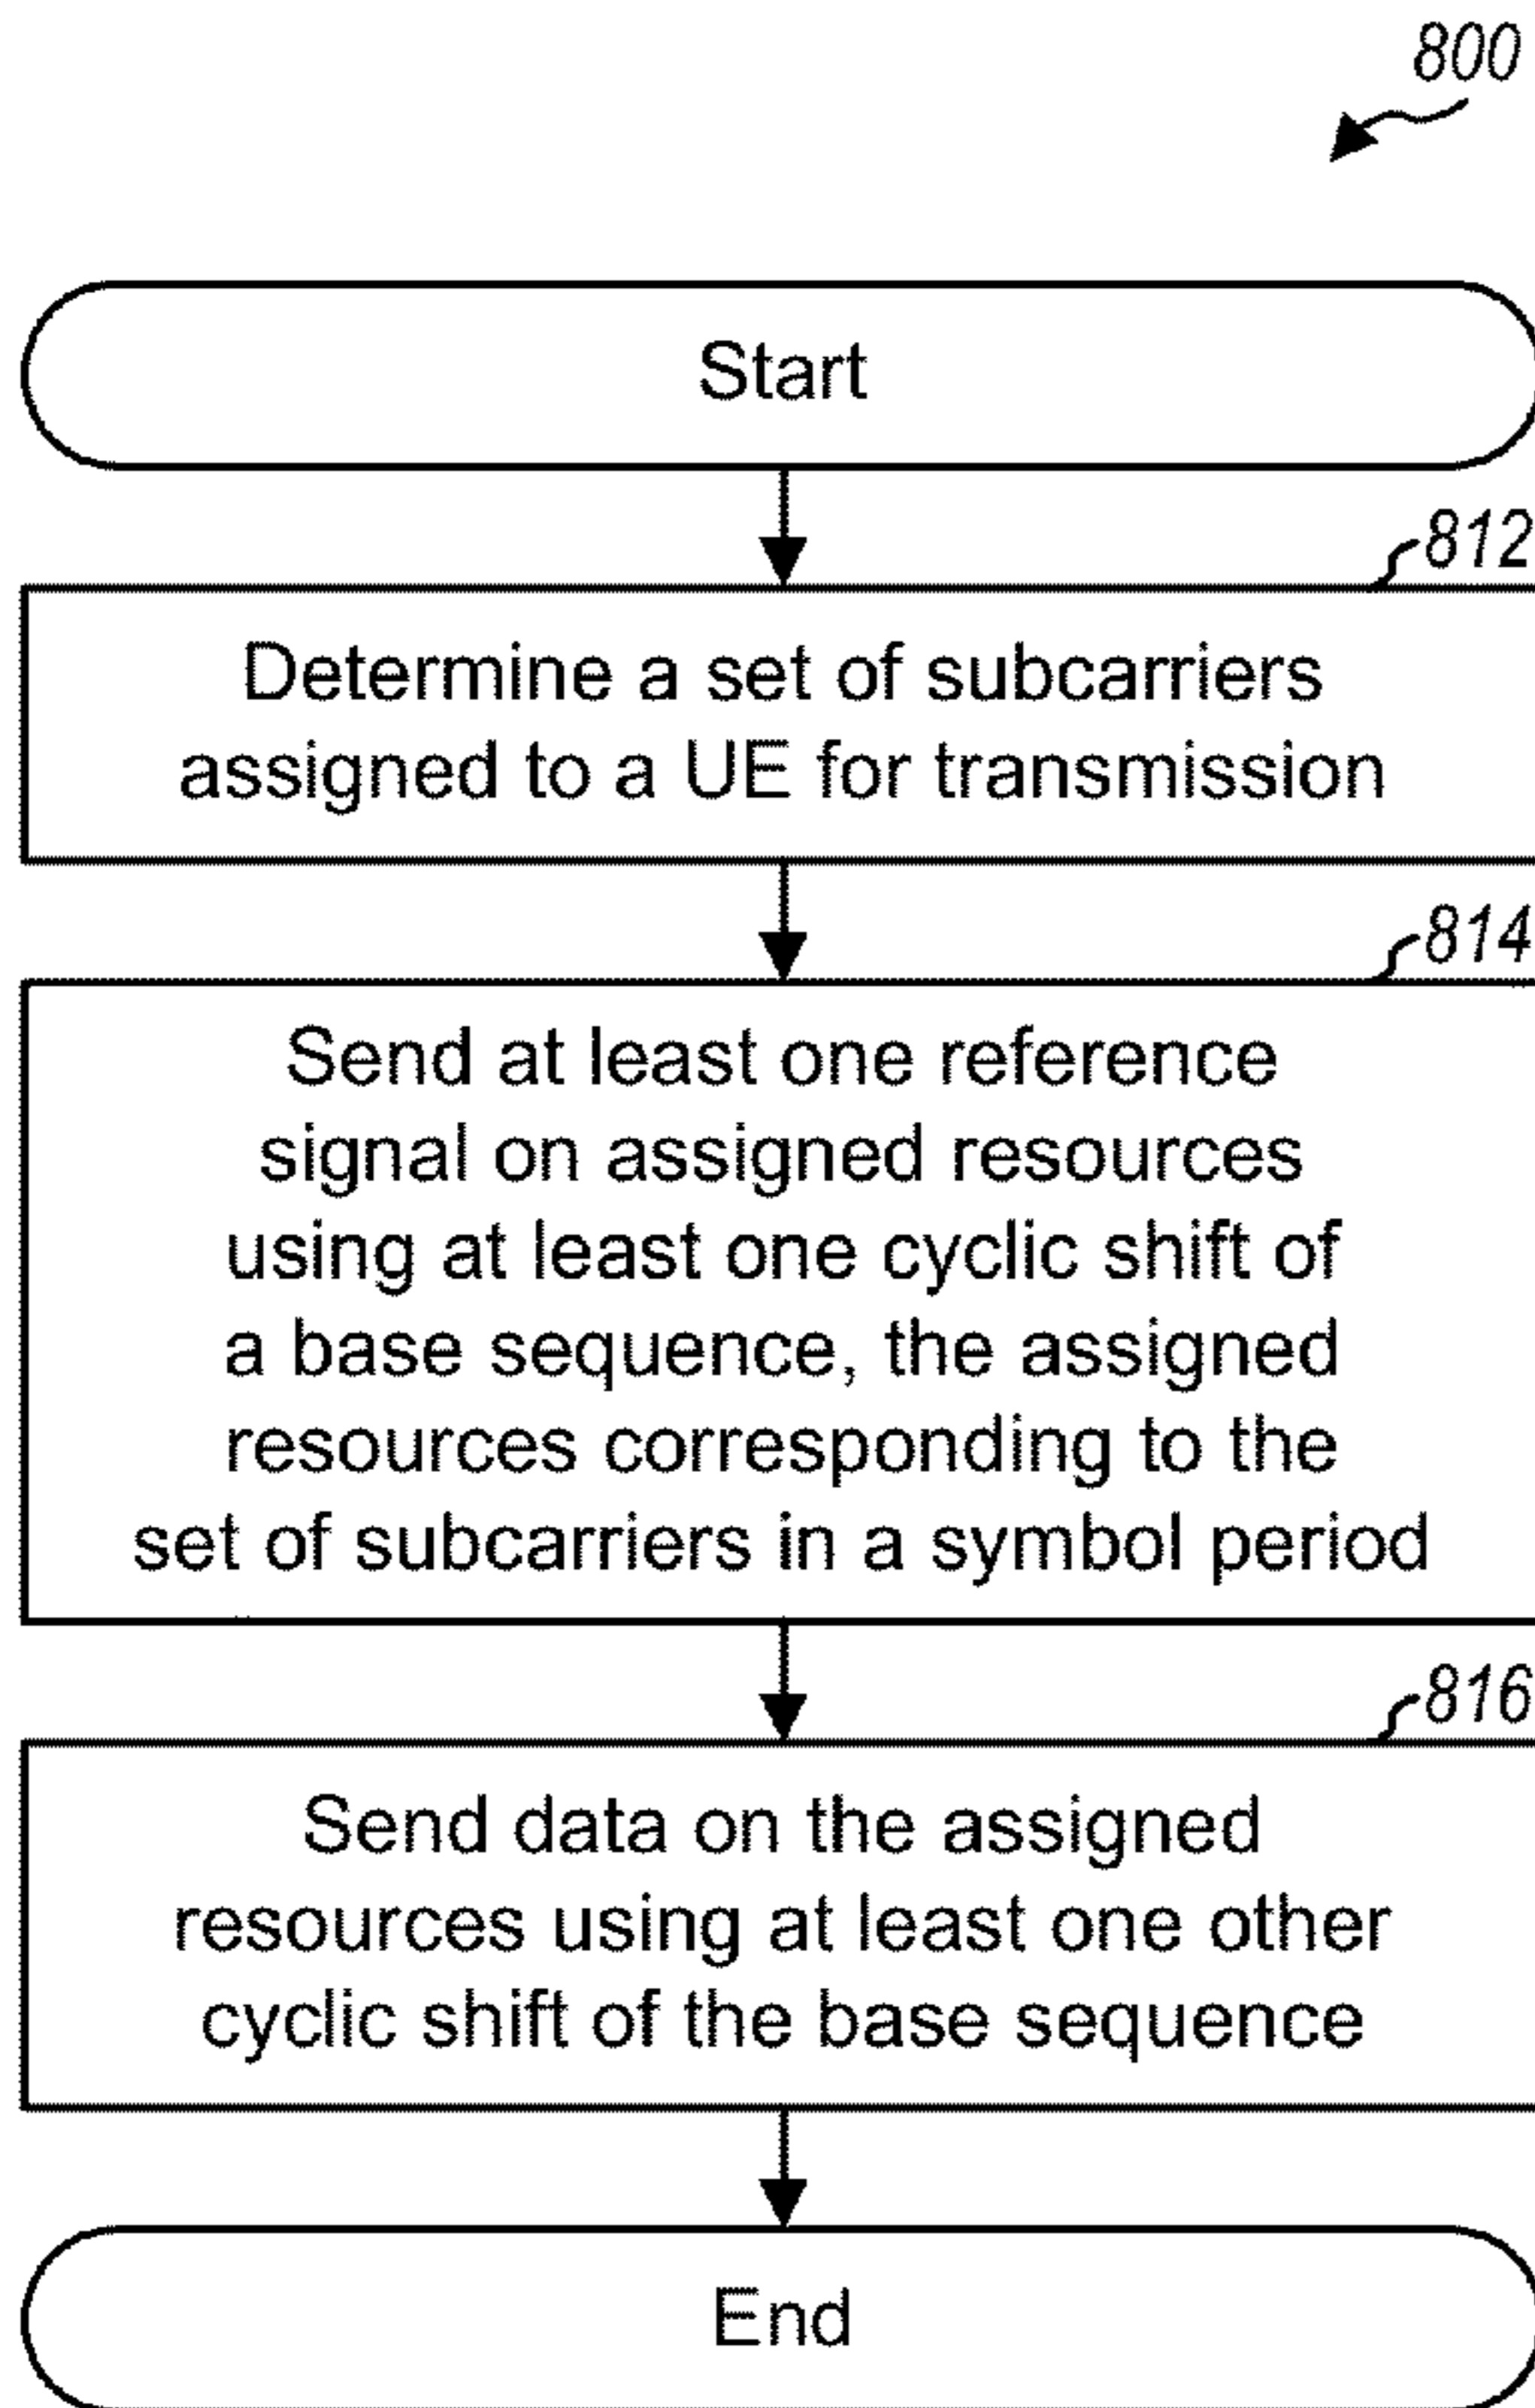 800
Start
812
Determine a set of subcarriers
assigned to a UE for transmission
814
Send at least one reference
signal on assigned resources
using at least one cyclic shift of
a base sequence, the assigned
resources corresponding to the
set of subcarriers in a symbol period
816
Send data on the assigned
resources using at least one other
cyclic shift of the base sequence
End